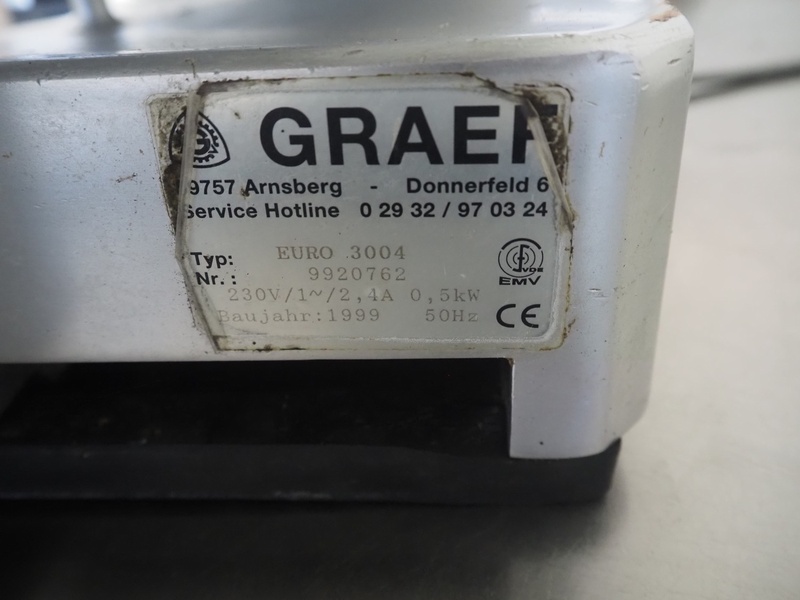 G GRAEF
9757 Arnsberg - Donnerfeld 6
Service Hotline 0 29 32 / 97 03 24
Typ: EURO 3004
Nr.: 9920762
230V/1~/2,4A 0,5kW
Baujahr:1999 50Hz
VDE
EMV
CE